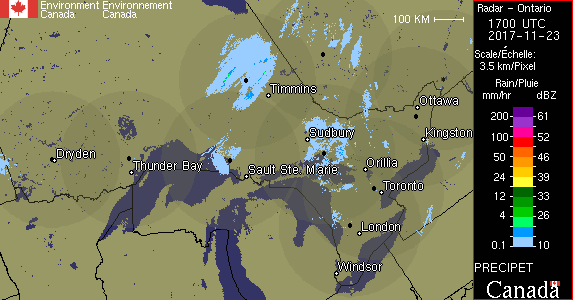 Environment Environnement
Canada Canada
100 KM
Timmins
Ottawa
Sudbury
Kingston
Dryden
Thunder Bay
Sault Ste. Marie
Orillia
Toronto
London
Windsor
Radar - Ontario
1700 UTC
2017-11-23
Scale/Échelle:
3.5 km/Pixel
Rain/Pluie
mm/hr dBZ
200 61
100 52
50 46
24 39
12 33
4 26
0.1 10
PRECIPET
Canada